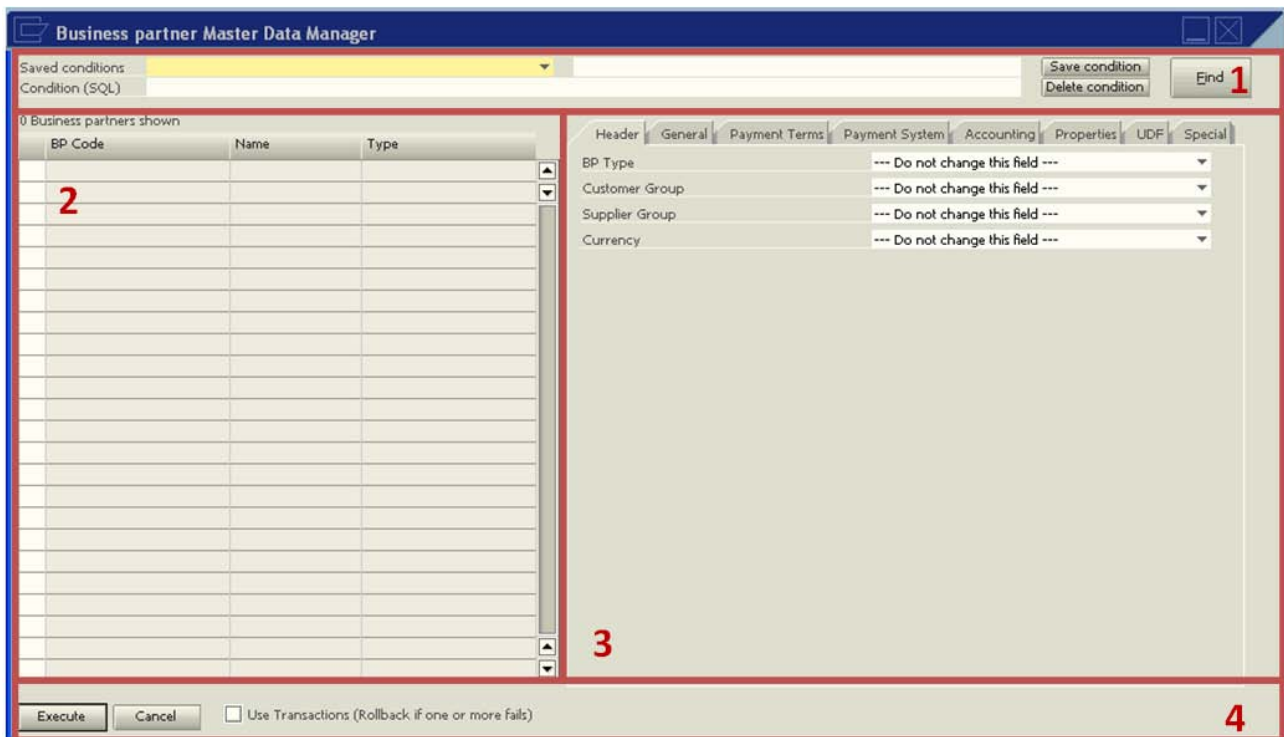 Business partner Master Data Manager
Saved conditions
Save condition
Condition (SQL)
Delete condition
Find
1
0 Business partners shown
BP Code Name Type
2
Header General Payment Terms Payment System Accounting Properties UDF Special
BP Type --- Do not change this field ---
Customer Group --- Do not change this field ---
Supplier Group --- Do not change this field ---
Currency --- Do not change this field ---
3
Execute Cancel Use Transactions (Rollback if one or more fails)
4